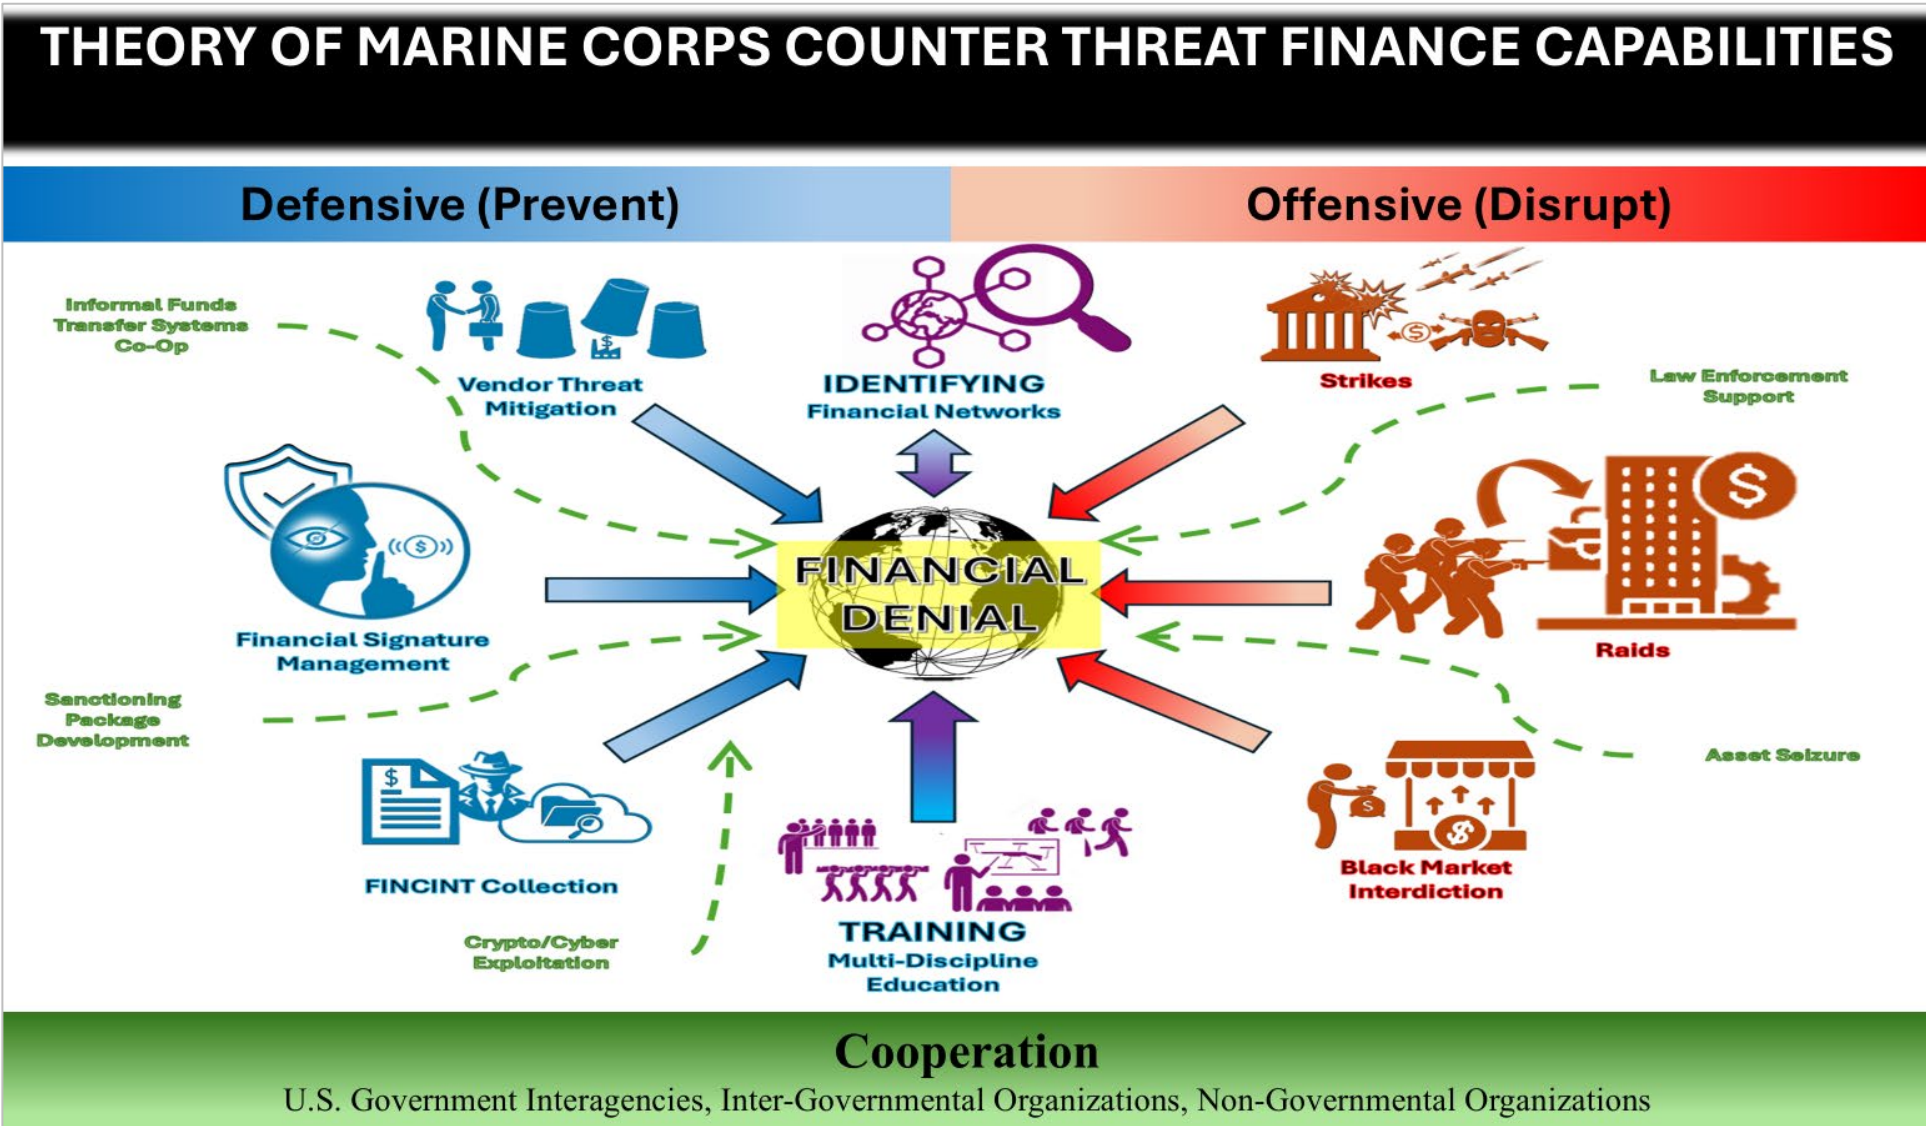 THEORY OF MARINE CORPS COUNTER THREAT FINANCE CAPABILITIES
Defensive (Prevent)
Offensive (Disrupt)
Informal Funds
Transfer Systems
Co-Op
Vendor Threat
Mitigation
IDENTIFYING
Financial Networks
Strikes
Law Enforcement
Support
Financial Signature
Management
FINANCIAL
DENIAL
Raids
Sanctioning
Package
Development
Asset Seizure
FINCINT Collection
Black Market
Interdiction
Crypto/Cyber
Exploitation
TRAINING
Multi-Discipline
Education
Cooperation
U.S. Government Interagencies, Inter-Governmental Organizations, Non-Governmental Organizations